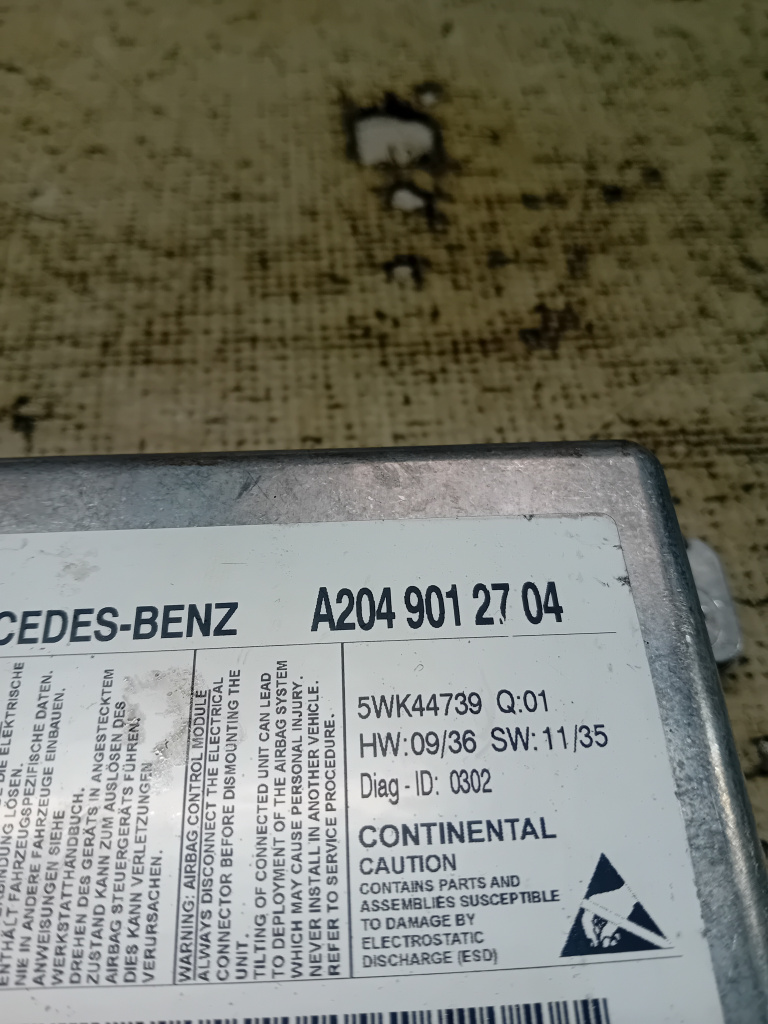 CEDES-BENZ
A204 901 27 04
ELEKTRISCHE
LÖSEN.
ENTHÄLT FAHRZEUGSPEZIFISCHE DATEN.
NIE IN ANDERE FAHRZEUGE EINBAUEN.
ANWEISUNGEN SIEHE
WERKSTATTHANDBUCH.
DREHEN DES GERÄTS IN ANGESTECKTEM
ZUSTAND KANN ZUM AUSLÖSEN DES
AIRBAG STEUERGERÄTS FÜHREN.
DIES KANN VERLETZUNGEN
VERURSACHEN.
WARNING: AIRBAG CONTROL MODULE
ALWAYS DISCONNECT THE ELECTRICAL
CONNECTOR BEFORE DISMOUNTING THE
UNIT.
TILTING OF CONNECTED UNIT CAN LEAD
TO DEPLOYMENT OF THE AIRBAG SYSTEM
WHICH MAY CAUSE PERSONAL INJURY.
NEVER INSTALL IN ANOTHER VEHICLE.
REFER TO SERVICE PROCEDURE.
5WK44739 Q:01
HW:09/36 SW:11/35
Diag-ID: 0302
CONTINENTAL
CAUTION
CONTAINS PARTS AND
ASSEMBLIES SUSCEPTIBLE
TO DAMAGE BY
ELECTROSTATIC
DISCHARGE (ESD)